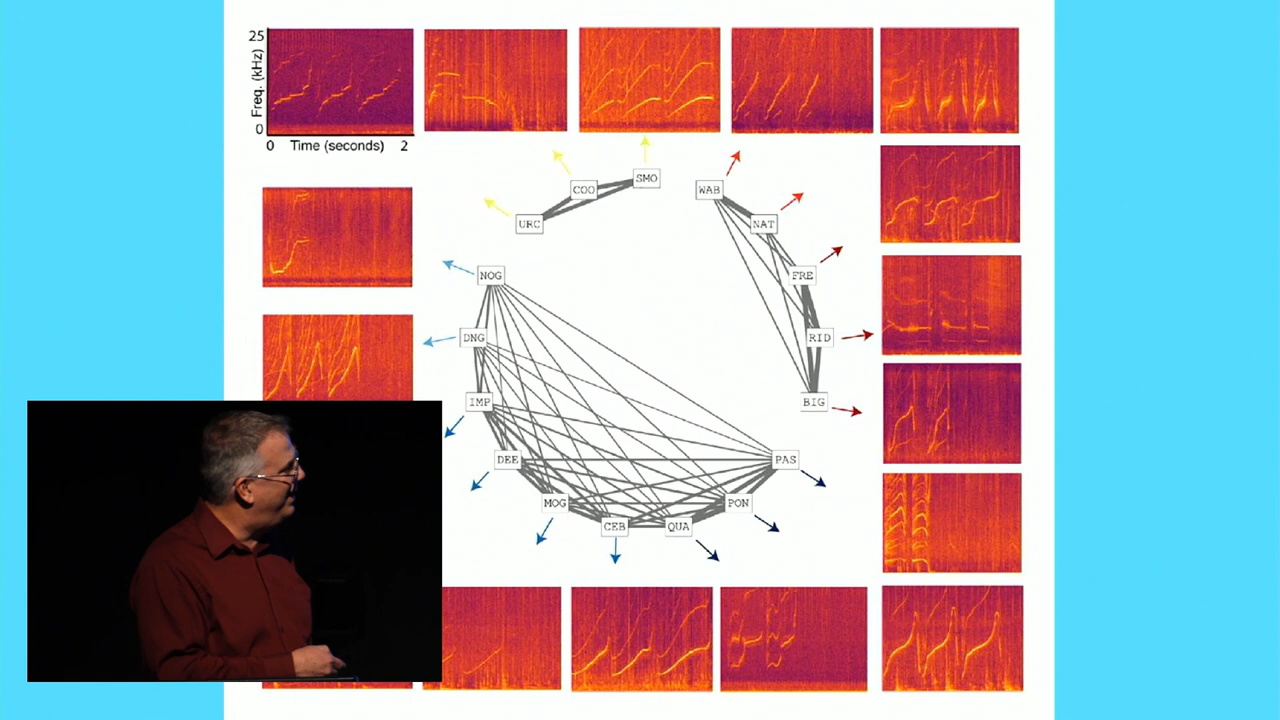 25
Freq. (kHz)
0
0 Time (seconds) 2
SMO
COO
WAB
URC
NAT
NOG
FRE
DNG
RID
IMP
BIG
DEE
PAS
MOG
PON
CEB
QUA